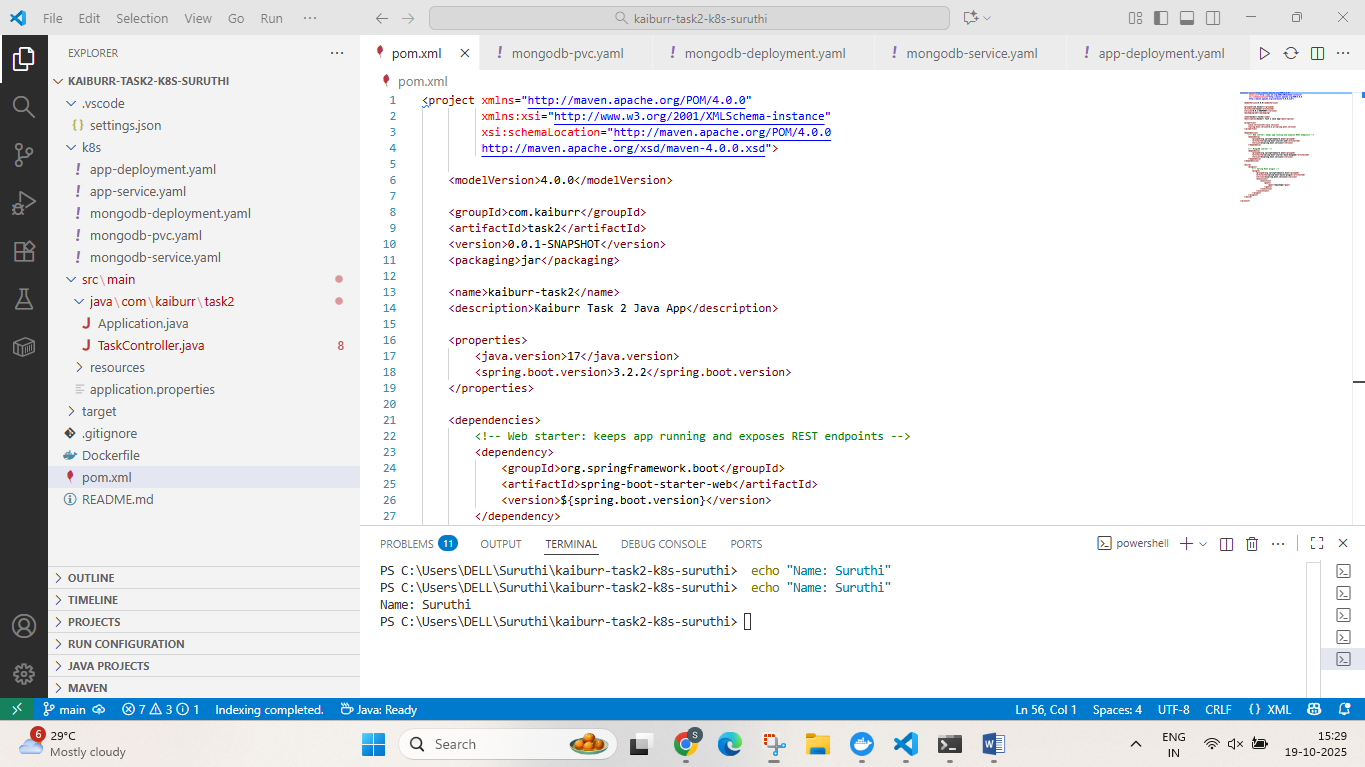 File Edit Selection View Go Run ···
kaiburr-task2-k8s-suruthi
EXPLORER ···
KAIBURR-TASK2-K8S-SURUTHI
.vscode
{} settings.json
k8s
! app-deployment.yaml
! app-service.yaml
! mongodb-deployment.yaml
! mongodb-pvc.yaml
! mongodb-service.yaml
src\main
java\com\kaiburr\task2
J Application.java
J TaskController.java 8
resources
application.properties
target
.gitignore
Dockerfile
pom.xml
README.md
OUTLINE
TIMELINE
PROJECTS
RUN CONFIGURATION
JAVA PROJECTS
MAVEN
pom.xml ! mongodb-pvc.yaml ! mongodb-deployment.yaml ! mongodb-service.yaml ! app-deployment.yaml
pom.xml
1 <project xmlns="http://maven.apache.org/POM/4.0.0"
2 xmlns:xsi="http://www.w3.org/2001/XMLSchema-instance"
3 xsi:schemaLocation="http://maven.apache.org/POM/4.0.0
4 http://maven.apache.org/xsd/maven-4.0.0.xsd">
5
6 <modelVersion>4.0.0</modelVersion>
7
8 <groupId>com.kaiburr</groupId>
9 <artifactId>task2</artifactId>
10 <version>0.0.1-SNAPSHOT</version>
11 <packaging>jar</packaging>
12
13 <name>kaiburr-task2</name>
14 <description>Kaiburr Task 2 Java App</description>
15
16 <properties>
17 <java.version>17</java.version>
18 <spring.boot.version>3.2.2</spring.boot.version>
19 </properties>
20
21 <dependencies>
22 <!-- Web starter: keeps app running and exposes REST endpoints -->
23 <dependency>
24 <groupId>org.springframework.boot</groupId>
25 <artifactId>spring-boot-starter-web</artifactId>
26 <version>${spring.boot.version}</version>
27 </dependency>
PROBLEMS 11 OUTPUT TERMINAL DEBUG CONSOLE PORTS powershell
PS C:\Users\DELL\Suruthi\kaiburr-task2-k8s-suruthi> echo "Name: Suruthi"
PS C:\Users\DELL\Suruthi\kaiburr-task2-k8s-suruthi> echo "Name: Suruthi"
Name: Suruthi
PS C:\Users\DELL\Suruthi\kaiburr-task2-k8s-suruthi>
main 7 3 1 Indexing completed. Java: Ready Ln 56, Col 1 Spaces: 4 UTF-8 CRLF {} XML
6 29°C
Mostly cloudy
Search
S
ENG
IN
15:29
19-10-2025